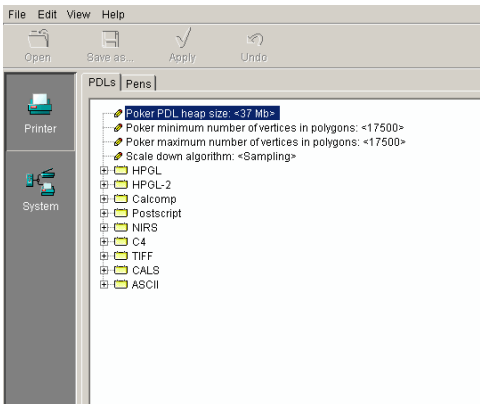 File Edit View Help
Open Save as... Apply Undo
PDLs Pens
Printer
System
Poker PDL heap size: <37 Mb>
Poker minimum number of vertices in polygons: <17500>
Poker maximum number of vertices in polygons: <17500>
Scale down algorithm: <Sampling>
HPGL
HPGL-2
Calcomp
Postscript
NIRS
C4
TIFF
CALS
ASCII